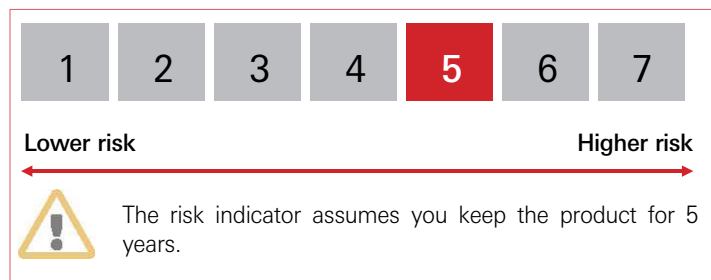 1 2 3 4 5 6 7
Lower risk Higher risk
The risk indicator assumes you keep the product for 5
years.